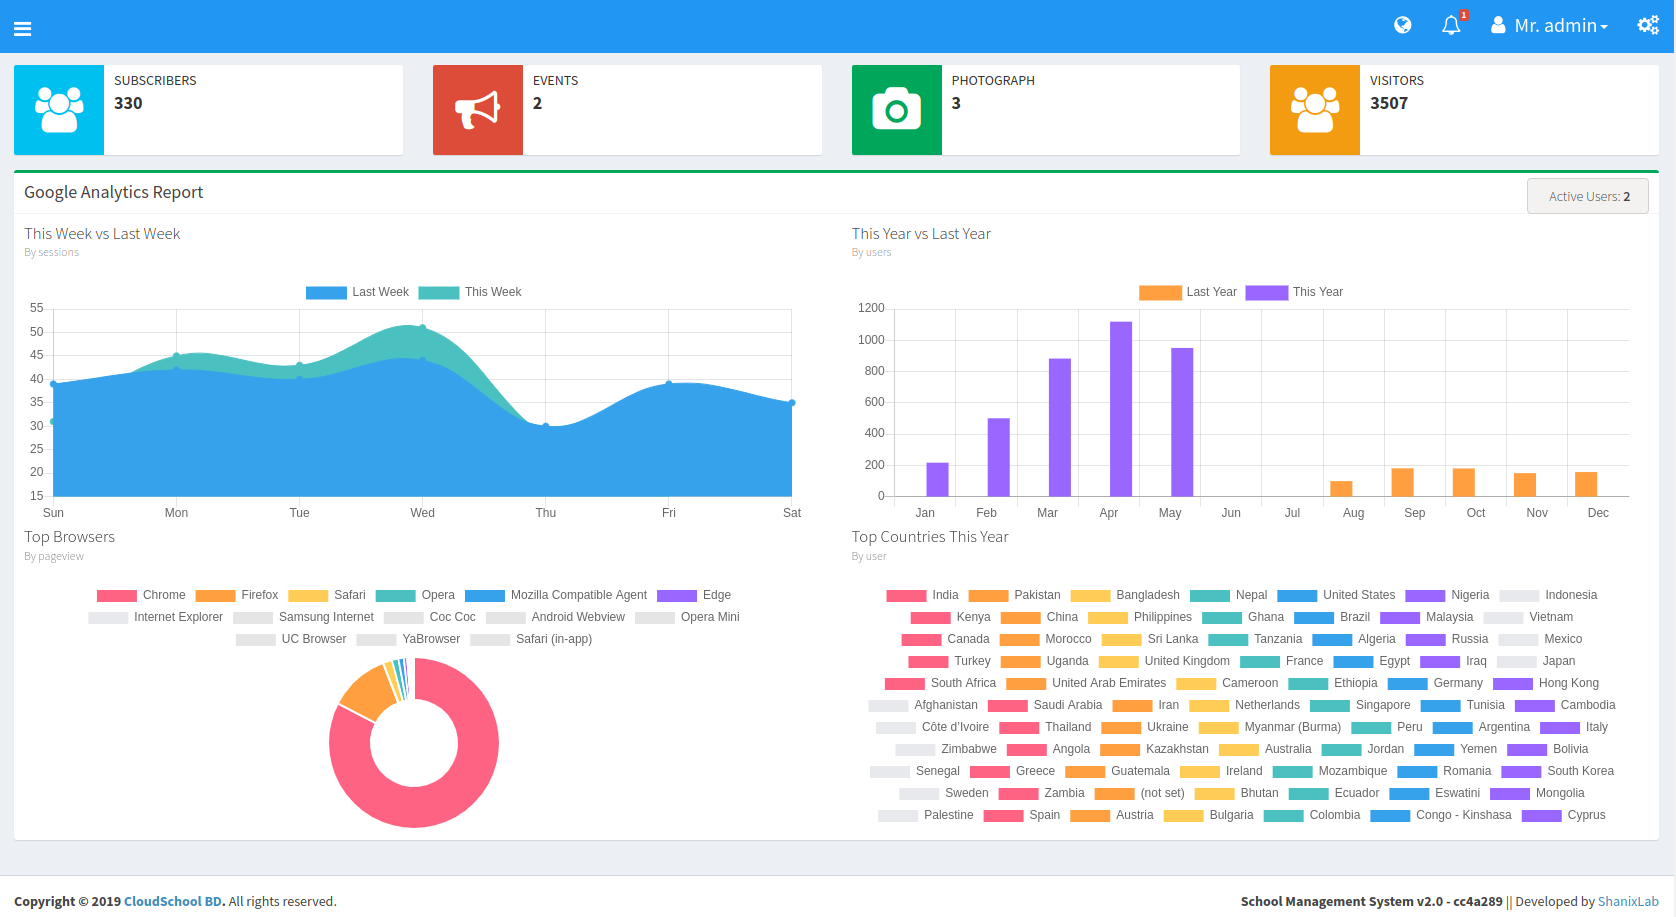 1
Mr. admin
SUBSCRIBERS
330
EVENTS
2
PHOTOGRAPH
3
VISITORS
3507
Google Analytics Report
Active Users: 2
This Week vs Last Week
By sessions
Last Week This Week
55
50
45
40
35
30
25
20
15
Sun Mon Tue Wed Thu Fri Sat
This Year vs Last Year
By users
Last Year This Year
1200
1000
800
600
400
200
0
Jan Feb Mar Apr May Jun Jul Aug Sep Oct Nov Dec
Top Browsers
By pageview
Chrome Firefox Safari Opera Mozilla Compatible Agent Edge
Internet Explorer Samsung Internet Coc Coc Android Webview Opera Mini
UC Browser YaBrowser Safari (in-app)
Top Countries This Year
By user
India Pakistan Bangladesh Nepal United States Nigeria Indonesia
Kenya China Philippines Ghana Brazil Malaysia Vietnam
Canada Morocco Sri Lanka Tanzania Algeria Russia Mexico
Turkey Uganda United Kingdom France Egypt Iraq Japan
South Africa United Arab Emirates Cameroon Ethiopia Germany Hong Kong
Afghanistan Saudi Arabia Iran Netherlands Singapore Tunisia Cambodia
Côte d’Ivoire Thailand Ukraine Myanmar (Burma) Peru Argentina Italy
Zimbabwe Angola Kazakhstan Australia Jordan Yemen Bolivia
Senegal Greece Guatemala Ireland Mozambique Romania South Korea
Sweden Zambia (not set) Bhutan Ecuador Eswatini Mongolia
Palestine Spain Austria Bulgaria Colombia Congo - Kinshasa Cyprus
Copyright © 2019 CloudSchool BD. All rights reserved.
School Management System v2.0 - cc4a289 || Developed by ShanixLab